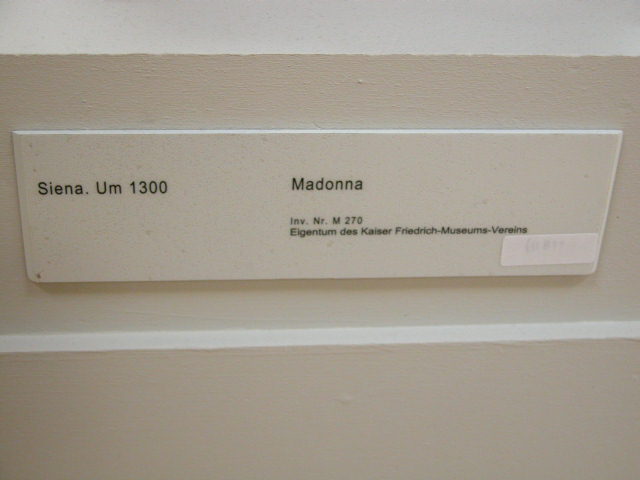 Siena. Um 1300
Madonna
Inv. Nr. M 270
Eigentum des Kaiser Friedrich-Museums-Vereins